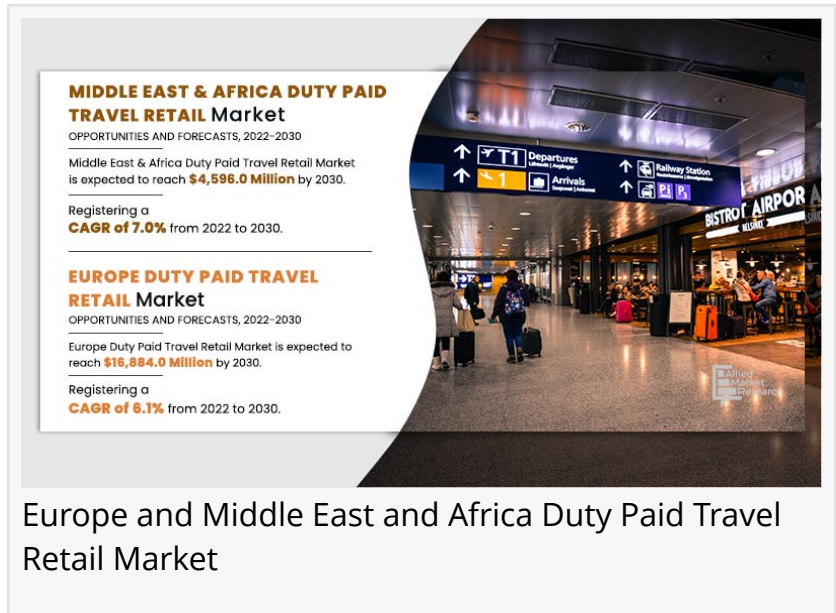 MIDDLE EAST & AFRICA DUTY PAID
TRAVEL RETAIL Market
OPPORTUNITIES AND FORECASTS, 2022-2030
Middle East & Africa Duty Paid Travel Retail Market
is expected to reach $4,596.0 Million by 2030.
Registering a
CAGR of 7.0% from 2022 to 2030.
EUROPE DUTY PAID TRAVEL
RETAIL Market
OPPORTUNITIES AND FORECASTS, 2022-2030
Europe Duty Paid Travel Retail Market is expected to
reach $16,884.0 Million by 2030.
Registering a
CAGR of 6.1% from 2022 to 2030.
T1 Departures
1 Arrivals
Railway Station
P1 P3
BISTROT AIRPOR
HELSINKI
Allied
Market
Research
Europe and Middle East and Africa Duty Paid Travel
Retail Market